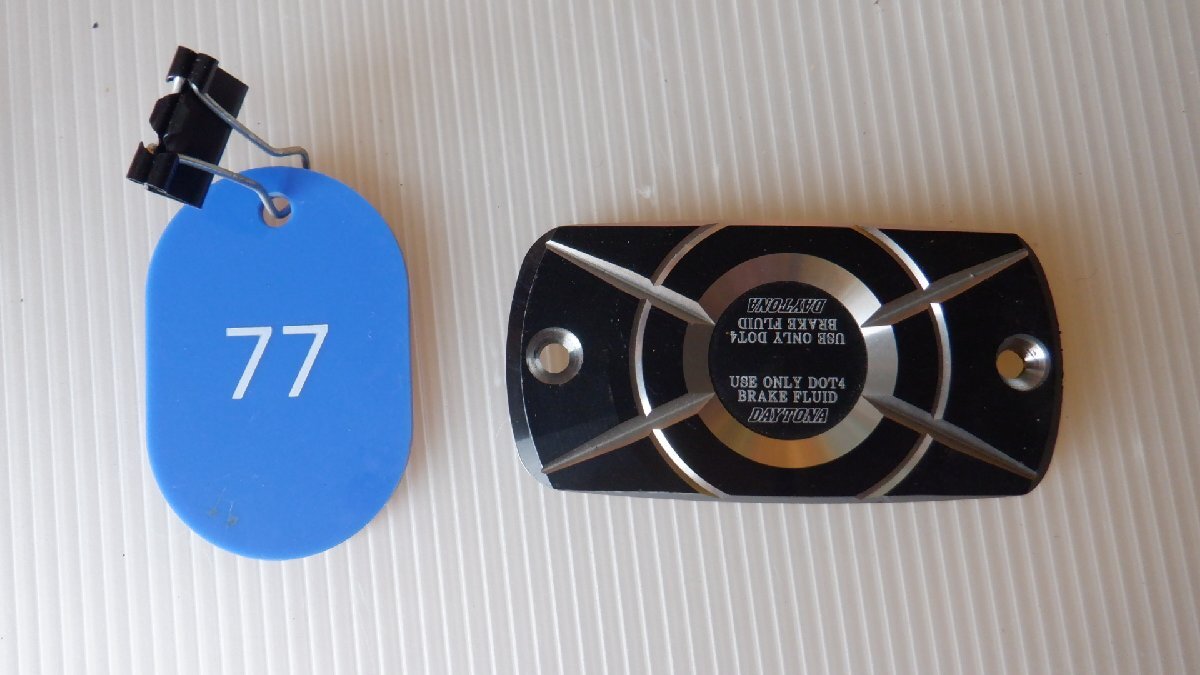 77
DAYTONA
BRAKE FLUID
USE ONLY DOT4.
USE ONLY DOT4
BRAKE FLUID
DAYTONA